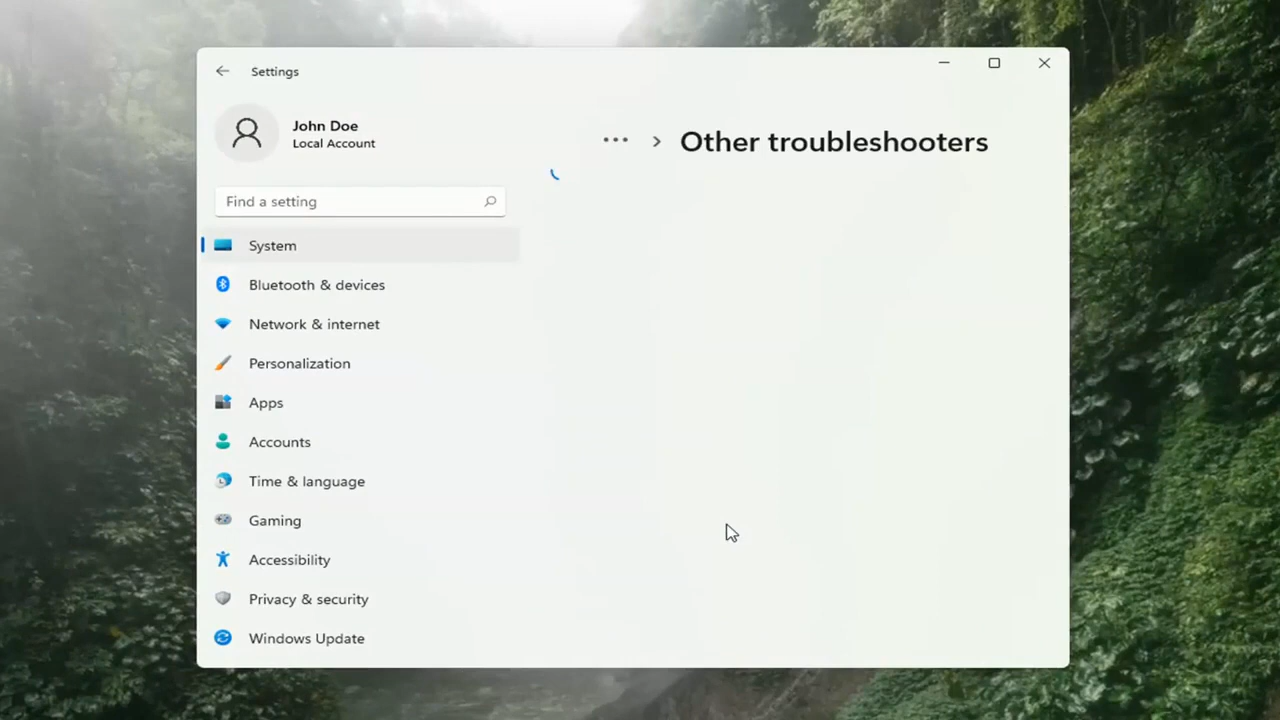 Settings
John Doe
Local Account
... > Other troubleshooters
Find a setting
System
Bluetooth & devices
Network & internet
Personalization
Apps
Accounts
Time & language
Gaming
Accessibility
Privacy & security
Windows Update